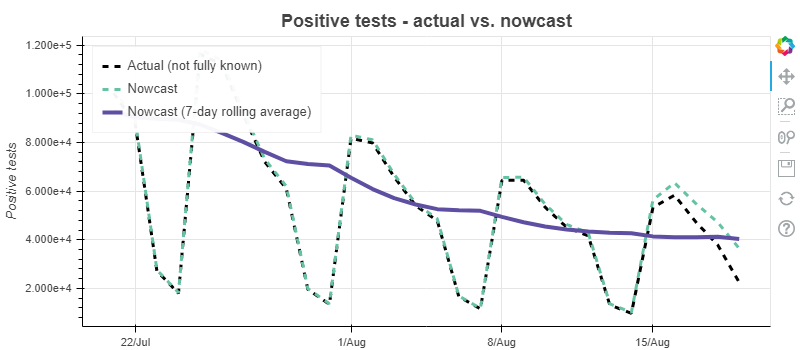 Positive tests - actual vs. nowcast
1.200e+5
1.000e+5
8.000e+4
6.000e+4
4.000e+4
2.000e+4
Positive tests
Actual (not fully known)
Nowcast
Nowcast (7-day rolling average)
22/Jul
1/Aug
8/Aug
15/Aug